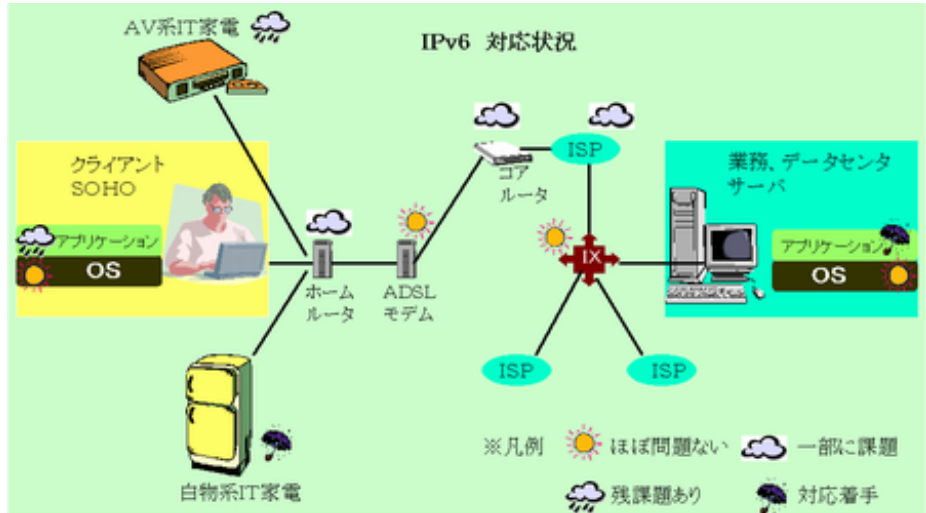 AV系IT家電
IPv6 対応状況
クライアント
SOHO
アプリケーション
OS
ホーム
ルータ
ADSL
モデム
コア
ルータ
ISP
IX
ISP
ISP
業務、データセンタ
サーバ
アプリケーション
OS
白物系IT家電
※凡例 ほぼ問題ない 一部に課題
残課題あり 対応着手